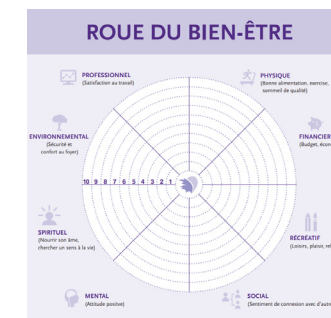 ROUE DU BIEN-ÊTRE
PROFESSIONNEL
(Satisfaction au travail)
PHYSIQUE
(Bonne alimentation, exercise,
sommeil de qualité)
ENVIRONNEMENTAL
(Sécurité et
confort au foyer)
FINANCIER
(Budget, écon
10 9 8 7 6 5 4 3 2 1
SPIRITUEL
(Nourrir son âme,
chercher un sens à la vie)
RÉCRÉATIF
(Loisirs, plaisir, rel
MENTAL
(Attitude positive)
SOCIAL
(Sentiment de connexion avec d'autr